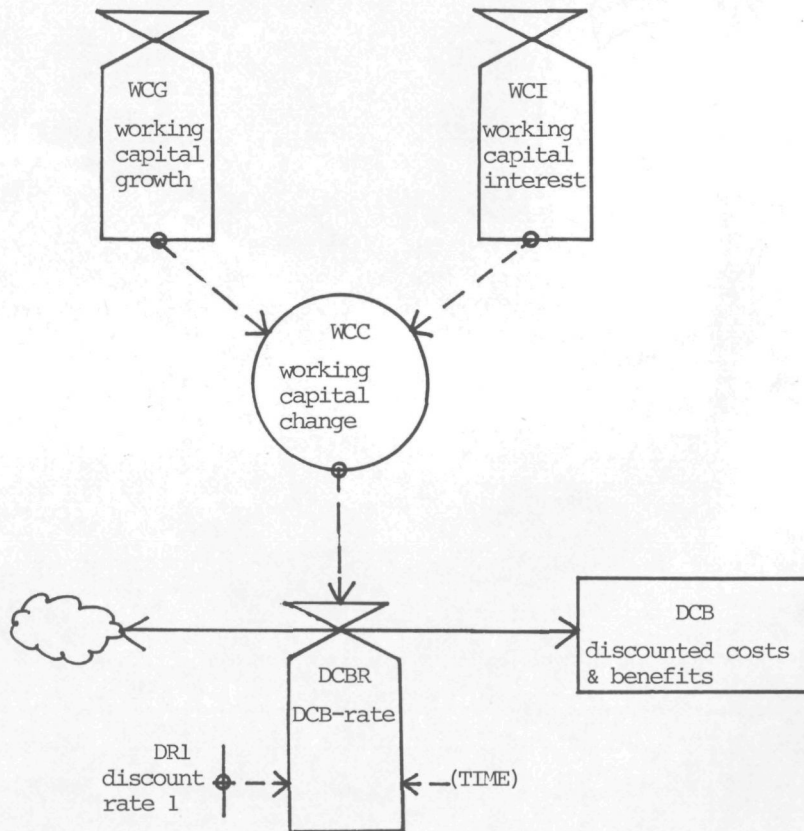 WCG
working
capital
growth
WCI
working
capital
interest
WCC
working
capital
change
DCB
discounted costs
& benefits
DCBR
DCB-rate
DR1
discount
rate 1
(TIME)